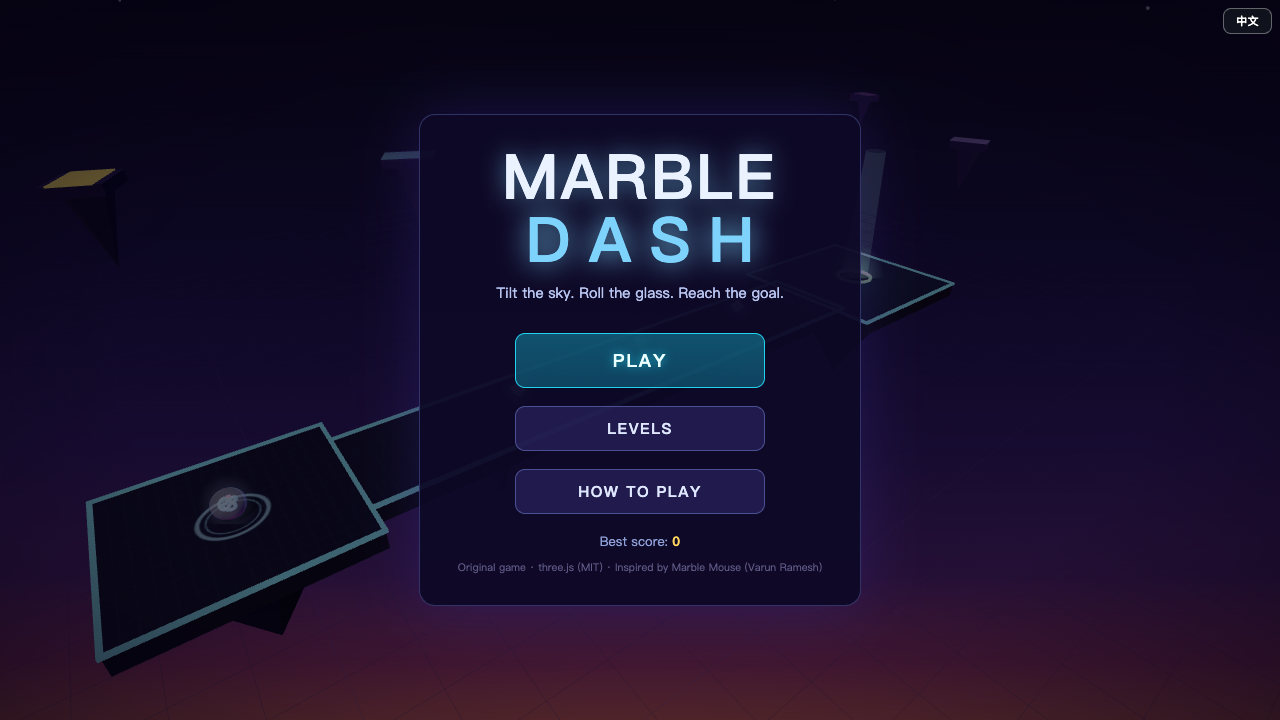 中文
MARBLE
DASH
Tilt the sky. Roll the glass. Reach the goal.
PLAY
LEVELS
HOW TO PLAY
Best score: 0
Original game · three.js (MIT) · Inspired by Marble Mouse (Varun Ramesh)